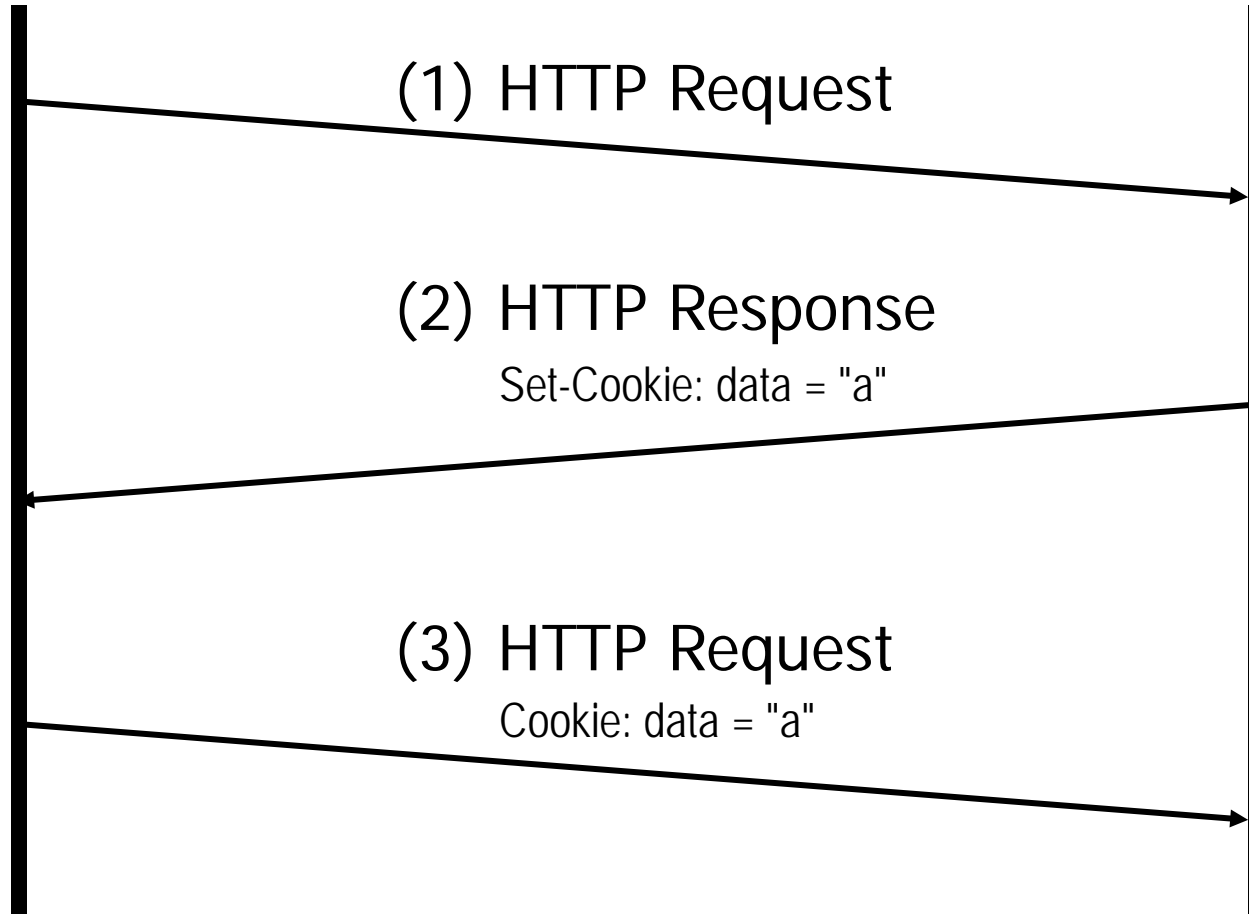 (1) HTTP Request
(2) HTTP Response
Set-Cookie: data = "a"
(3) HTTP Request
Cookie: data = "a"